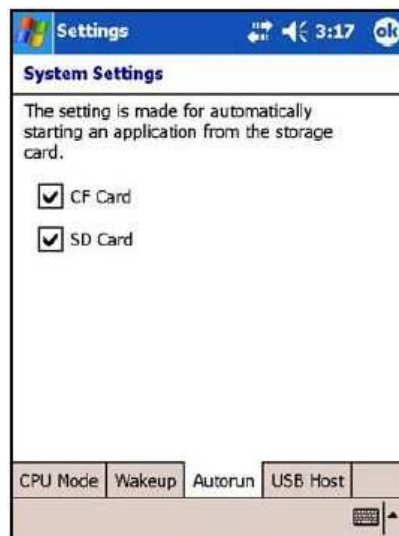 Settings 3:17 ok
System Settings
The setting is made for automatically
starting an application from the storage
card.
CF Card
SD Card
CPU Mode Wakeup Autorun USB Host